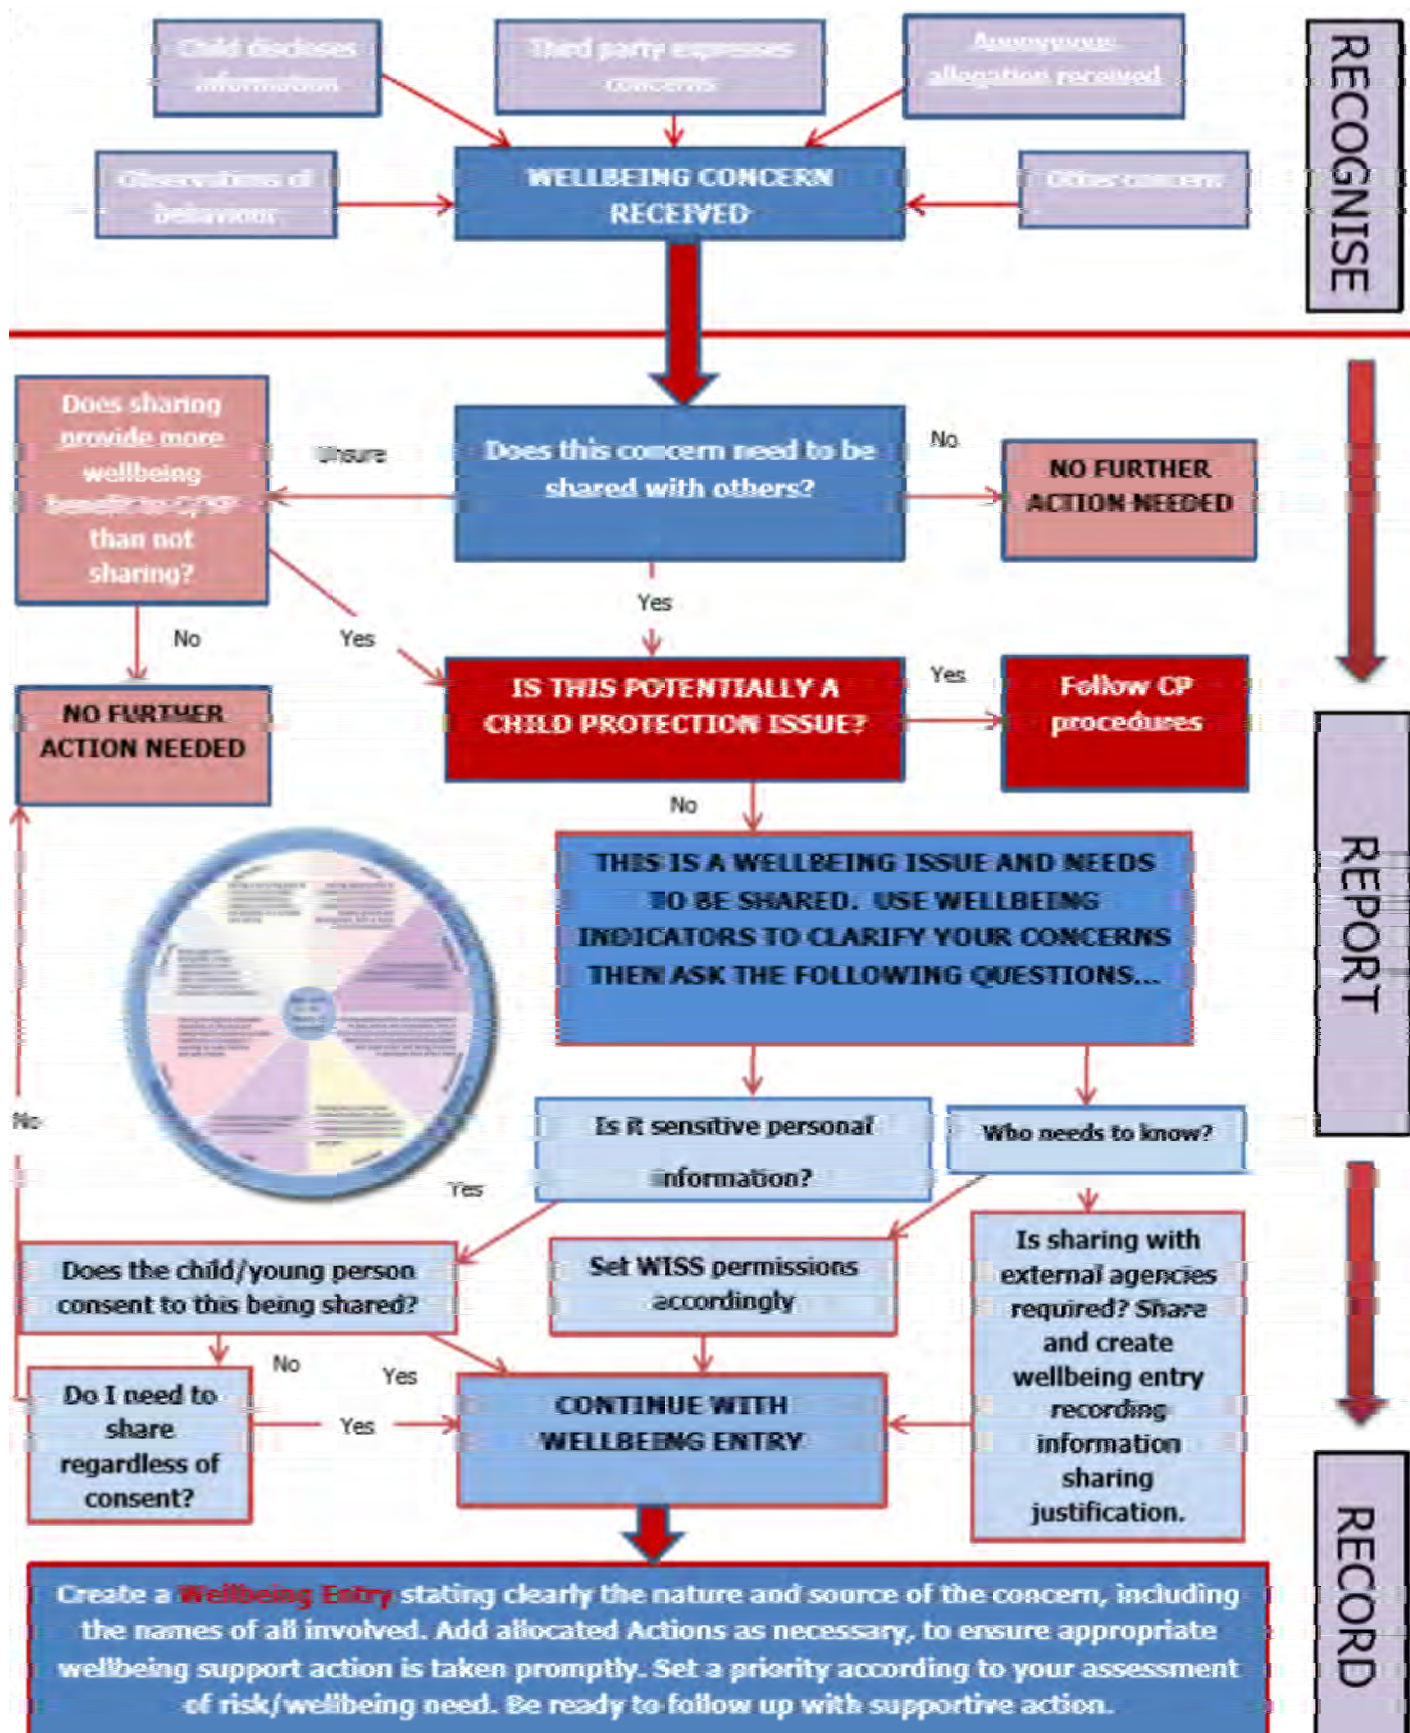 Child discloses
information
Third party expresses
concerns
Anonymous
allegation received
RECOGNISE
Observations of
behaviour
WELLBEING CONCERN
RECEIVED
Other concern
Does sharing
provide more
wellbeing
benefit to
than not
sharing?
Unsure
Does this concern need to be
shared with others?
No
NO FURTHER
ACTION NEEDED
Yes
No
Yes
NO FURTHER
ACTION NEEDED
IS THIS POTENTIALLY A
CHILD PROTECTION ISSUE?
Yes
Follow CP
procedures
No
REPORT
THIS IS A WELLBEING ISSUE AND NEEDS
TO BE SHARED. USE WELLBEING
INDICATORS TO CLARIFY YOUR CONCERNS
THEN ASK THE FOLLOWING QUESTIONS...
No
Is it sensitive personal
information?
Who needs to know?
Yes
Does the child/young person
consent to this being shared?
Set WISS permissions
accordingly
Is sharing with
external agencies
required? Share
and create
wellbeing entry
recording
information
sharing
justification.
No
Yes
Do I need to
share
regardless of
consent?
Yes
CONTINUE WITH
WELLBEING ENTRY
RECORD
Create a Wellbeing Entry stating clearly the nature and source of the concern, including
the names of all involved. Add allocated Actions as necessary, to ensure appropriate
wellbeing support action is taken promptly. Set a priority according to your assessment
of risk/wellbeing need. Be ready to follow up with supportive action.